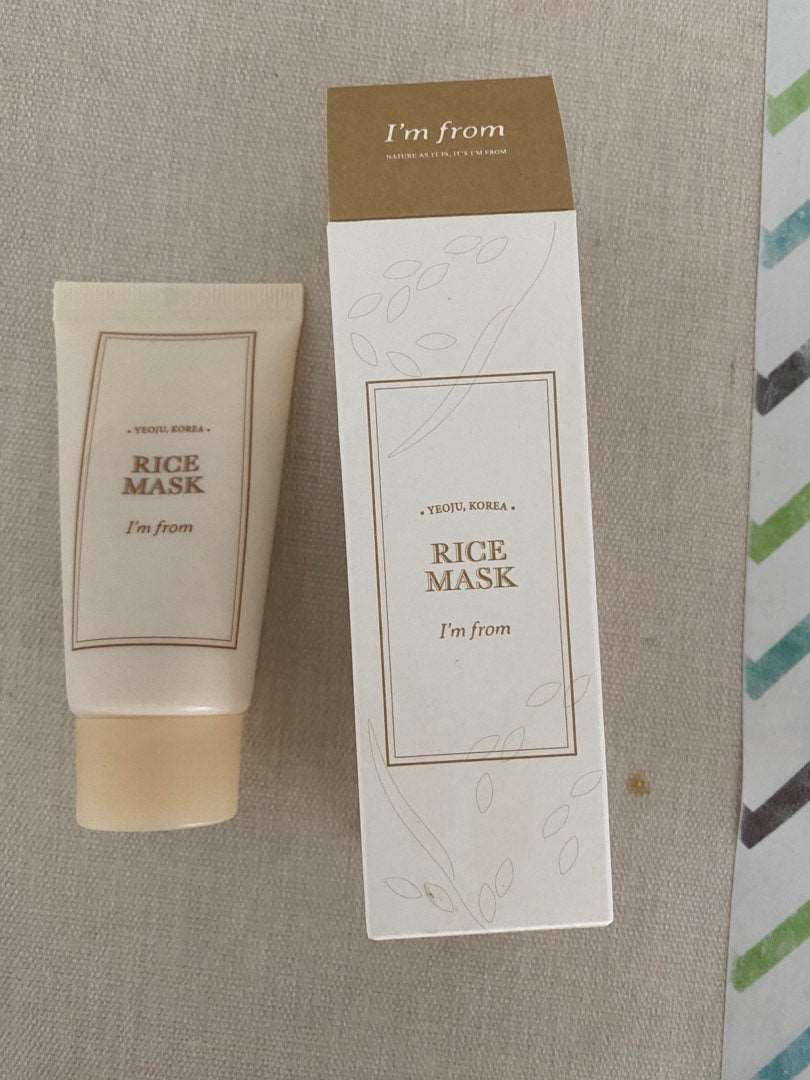 I'm from
NATURE AS IT IS, IT'S I'M FROM
• YEOJU, KOREA •
RICE
MASK
I'm from
• YEOJU, KOREA •
RICE
MASK
I'm from